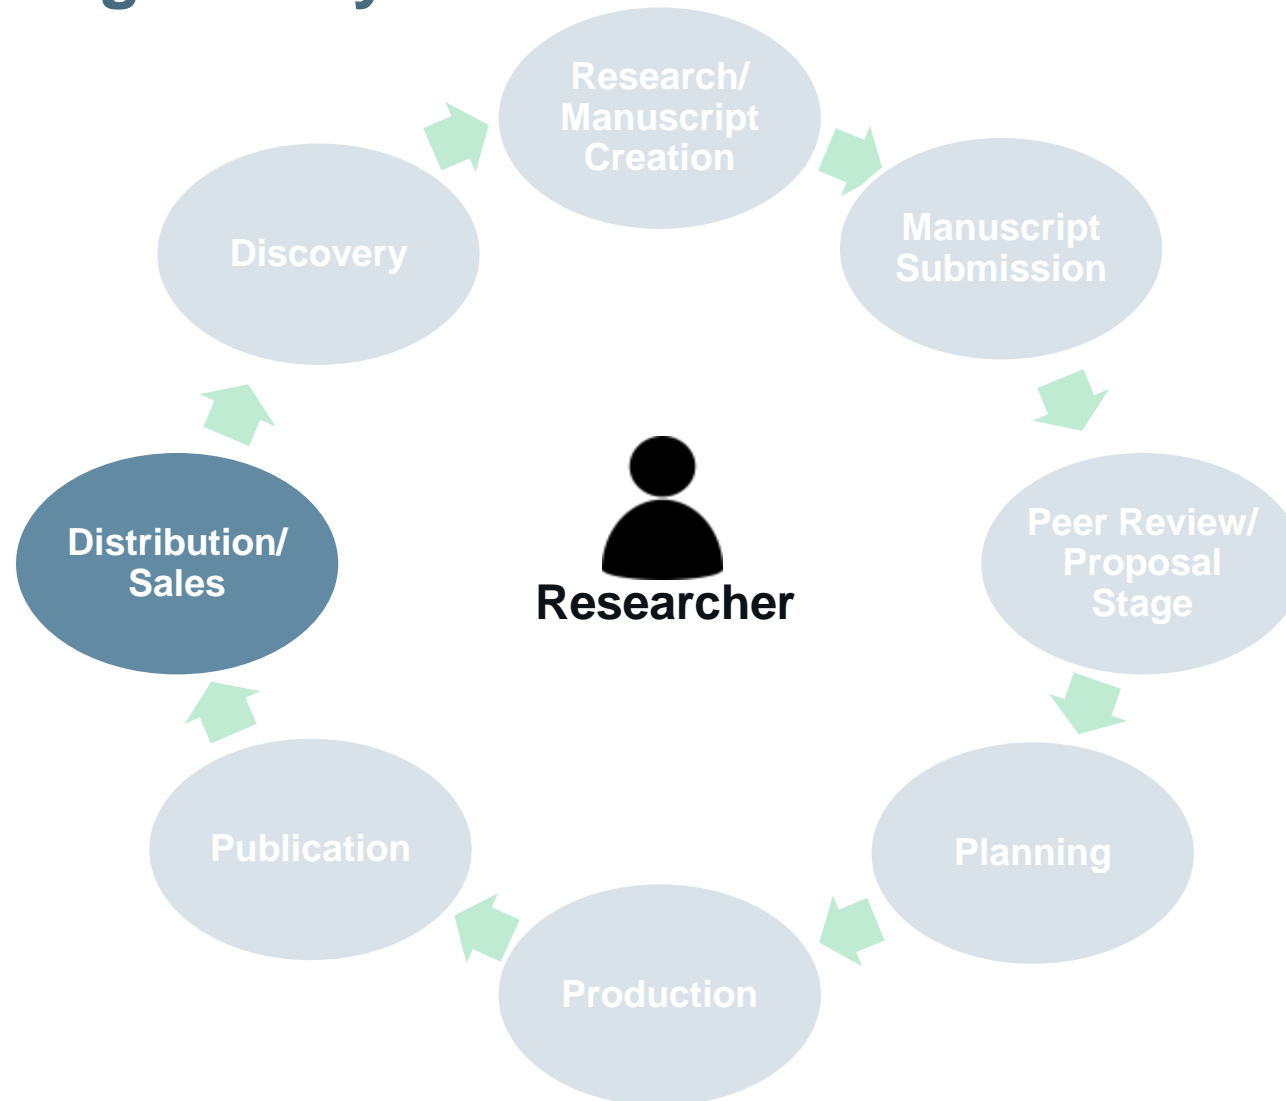 Research/
Manuscript
Creation
Manuscript
Submission
Peer Review/
Proposal
Stage
Planning
Production
Publication
Distribution/
Sales
Discovery
Researcher